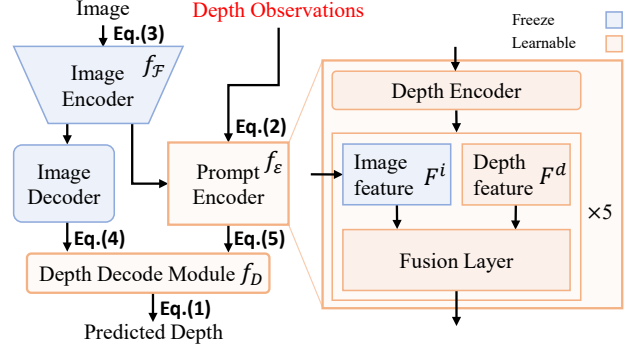 Image
Depth Observations
Freeze
Learnable
Eq.(3)
Image
Encoder
f_ℱ
Eq.(2)
Depth Encoder
Image
Decoder
Prompt
Encoder
f_ε
Image
feature
F^i
Depth
feature
F^d
×5
Eq.(4)
Eq.(5)
Fusion Layer
Depth Decode Module f_D
Eq.(1)
Predicted Depth